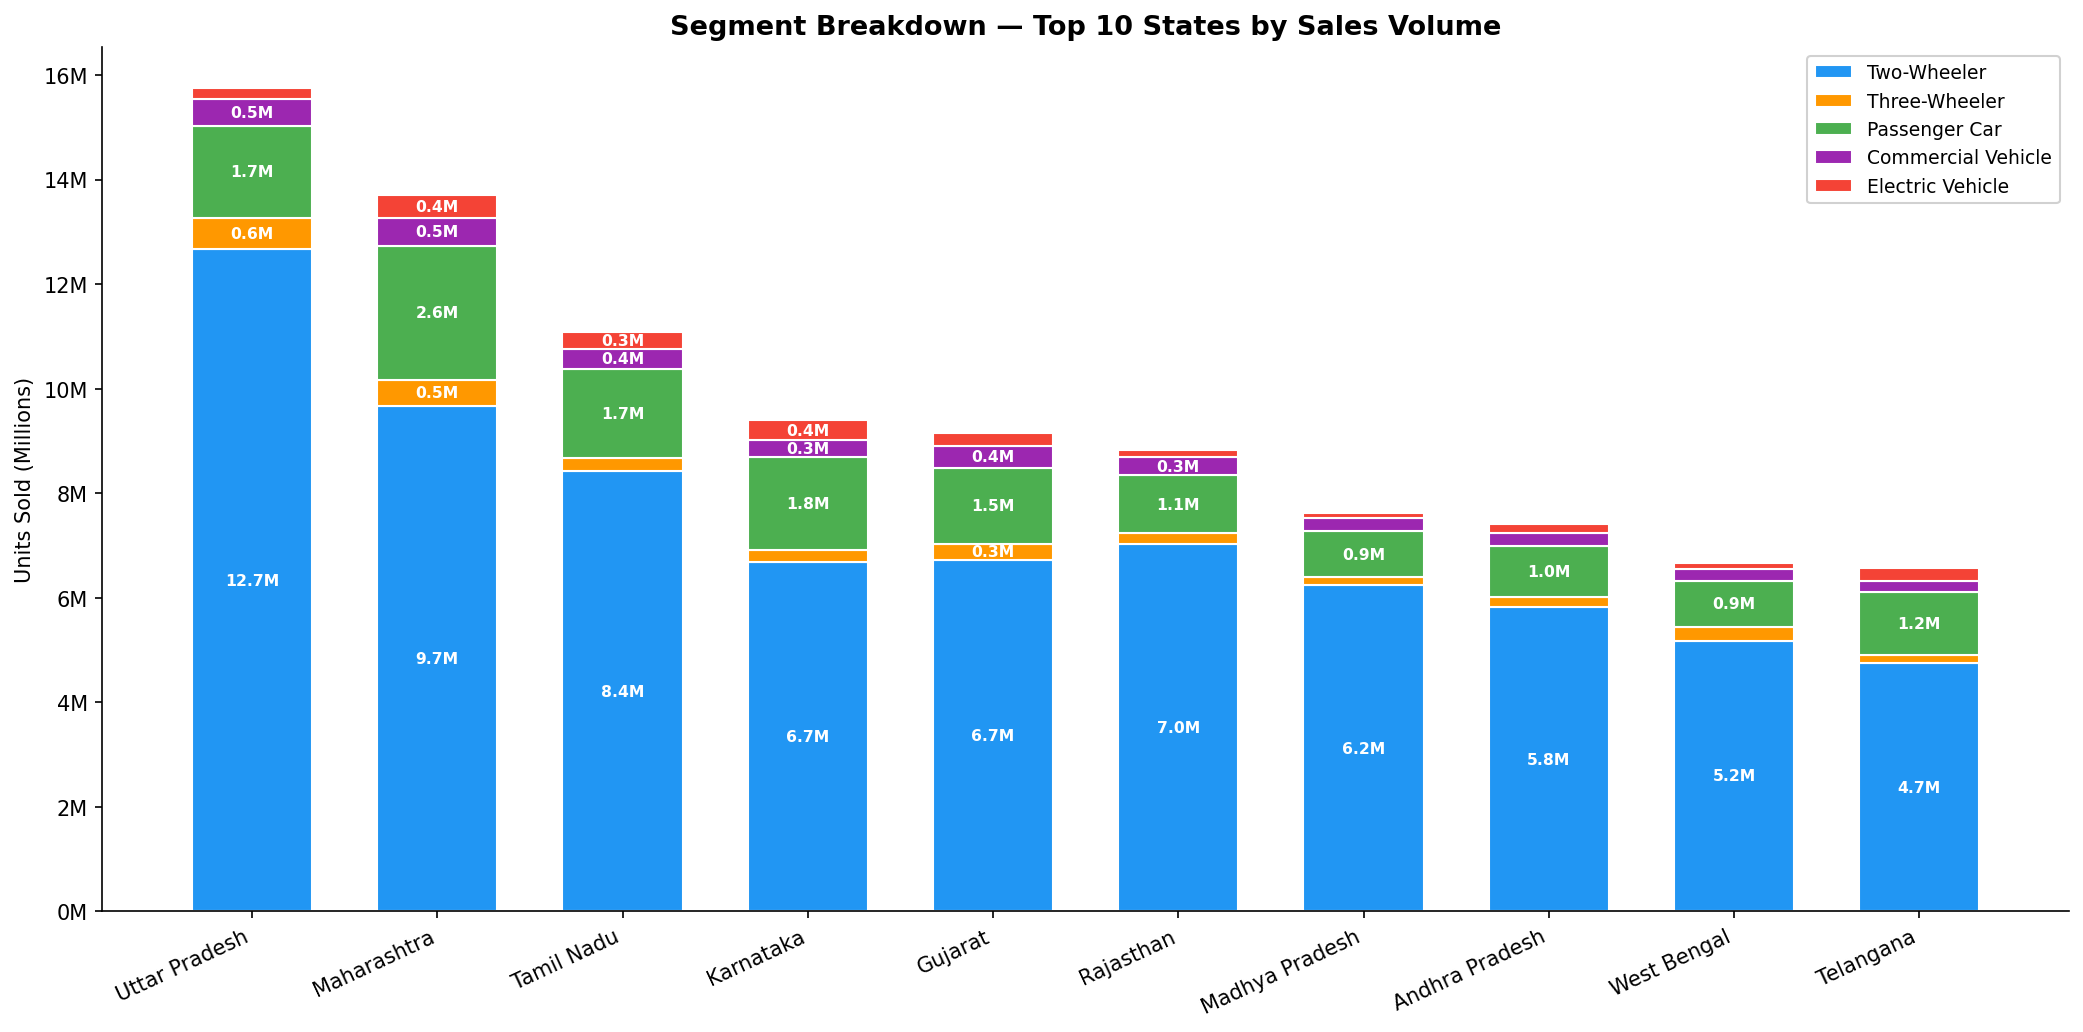 Segment Breakdown — Top 10 States by Sales Volume
Units Sold (Millions)
16M
14M
12M
10M
8M
6M
4M
2M
0M
Two-Wheeler
Three-Wheeler
Passenger Car
Commercial Vehicle
Electric Vehicle
0.5M
1.7M
0.6M
12.7M
0.4M
0.5M
2.6M
0.5M
9.7M
0.3M
0.4M
1.7M
8.4M
0.4M
0.3M
1.8M
6.7M
0.4M
1.5M
0.3M
6.7M
0.3M
1.1M
7.0M
0.9M
6.2M
1.0M
5.8M
0.9M
5.2M
1.2M
4.7M
Uttar Pradesh
Maharashtra
Tamil Nadu
Karnataka
Gujarat
Rajasthan
Madhya Pradesh
Andhra Pradesh
West Bengal
Telangana